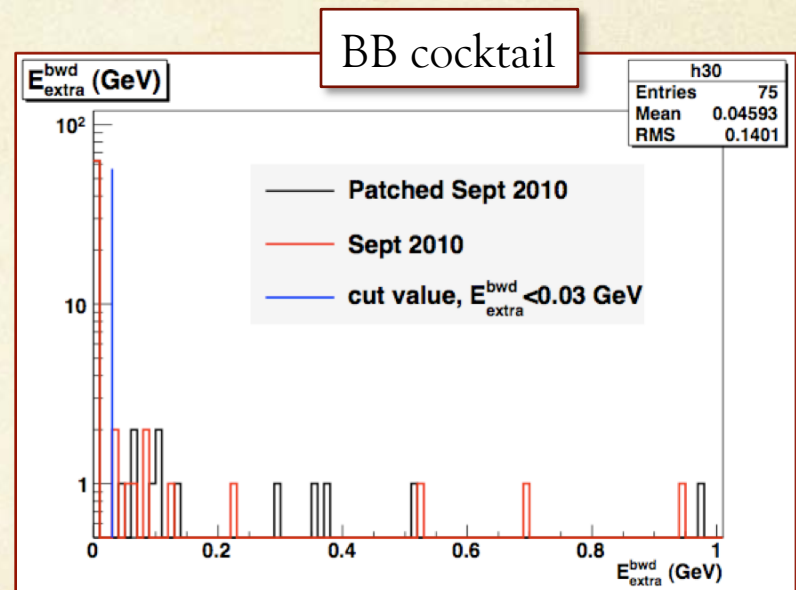 BB cocktail
E^bwd_extra (GeV)
h30
Entries 75
Mean 0.04593
RMS 0.1401
10²
10
1
Patched Sept 2010
Sept 2010
cut value, E^bwd_extra<0.03 GeV
0 0.2 0.4 0.6 0.8 1
E^bwd_extra (GeV)